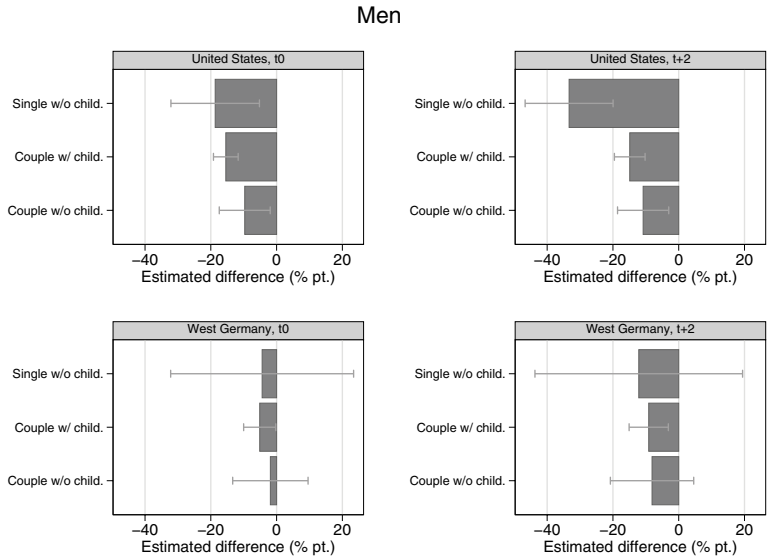 Men
United States, t0
Single w/o child.
Couple w/ child.
Couple w/o child.
−40 −20 0 20
Estimated difference (% pt.)
United States, t+2
Single w/o child.
Couple w/ child.
Couple w/o child.
−40 −20 0 20
Estimated difference (% pt.)
West Germany, t0
Single w/o child.
Couple w/ child.
Couple w/o child.
−40 −20 0 20
Estimated difference (% pt.)
West Germany, t+2
Single w/o child.
Couple w/ child.
Couple w/o child.
−40 −20 0 20
Estimated difference (% pt.)